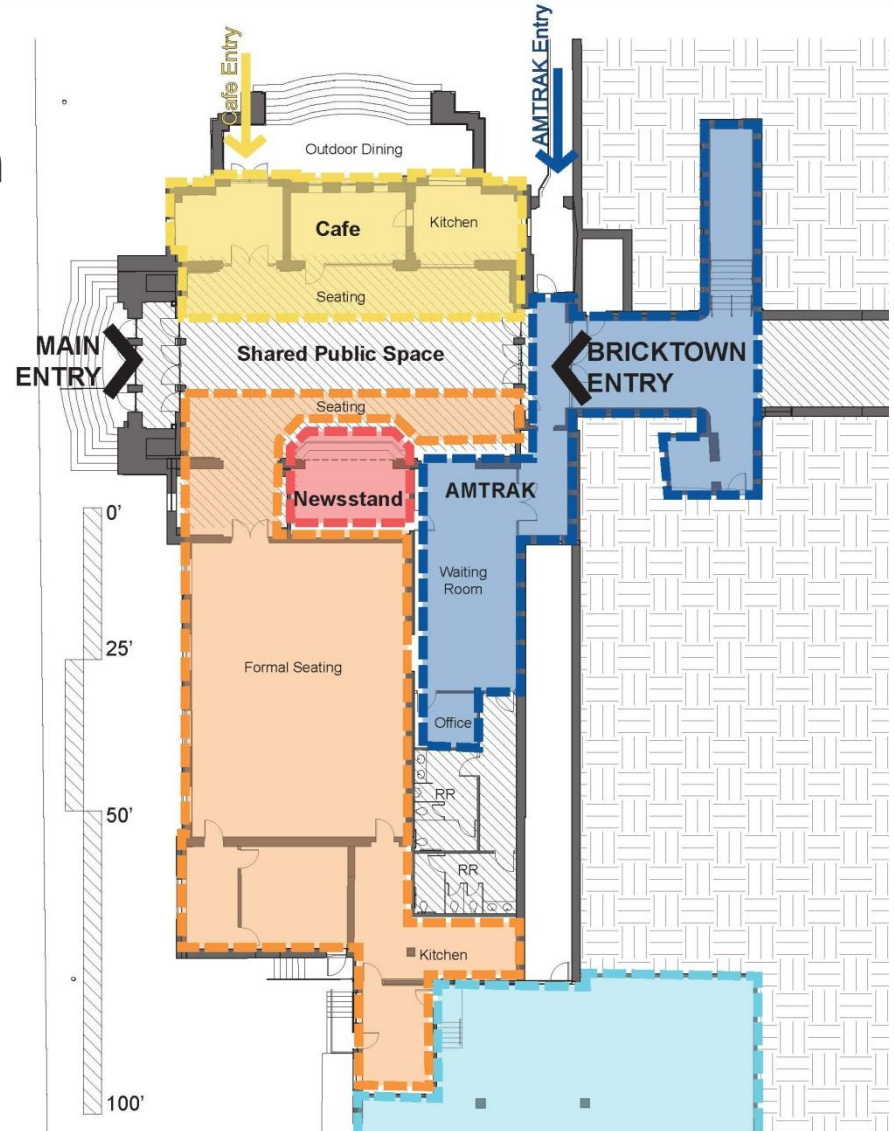 Cafe Entry
AMTRAK Entry
Outdoor Dining
Cafe
Kitchen
Seating
MAIN
ENTRY
Shared Public Space
BRICKTOWN
ENTRY
Seating
Newsstand
AMTRAK
0'
Waiting
Room
25'
Formal Seating
Office
RR
50'
RR
Kitchen
100'